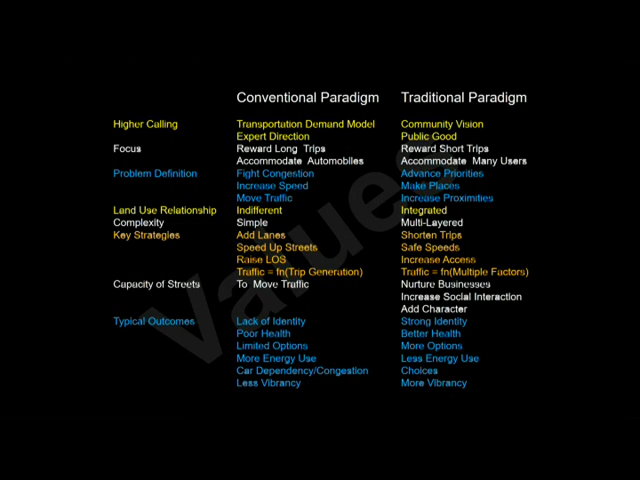 Conventional Paradigm Traditional Paradigm
Higher Calling Transportation Demand Model Community Vision
Expert Direction Public Good
Focus Reward Long Trips Reward Short Trips
Accommodate Automobiles Accommodate Many Users
Problem Definition Fight Congestion Advance Priorities
Increase Speed Make Places
Move Traffic Increase Proximities
Land Use Relationship Indifferent Integrated
Complexity Simple Multi-Layered
Key Strategies Add Lanes Shorten Trips
Speed Up Streets Safe Speeds
Raise LOS Increase Access
Traffic = fn(Trip Generation) Traffic = fn(Multiple Factors)
Capacity of Streets To Move Traffic Nurture Businesses
Increase Social Interaction
Add Character
Typical Outcomes Lack of Identity Strong Identity
Poor Health Better Health
Limited Options More Options
More Energy Use Less Energy Use
Car Dependency/Congestion Choices
Less Vibrancy More Vibrancy
Values